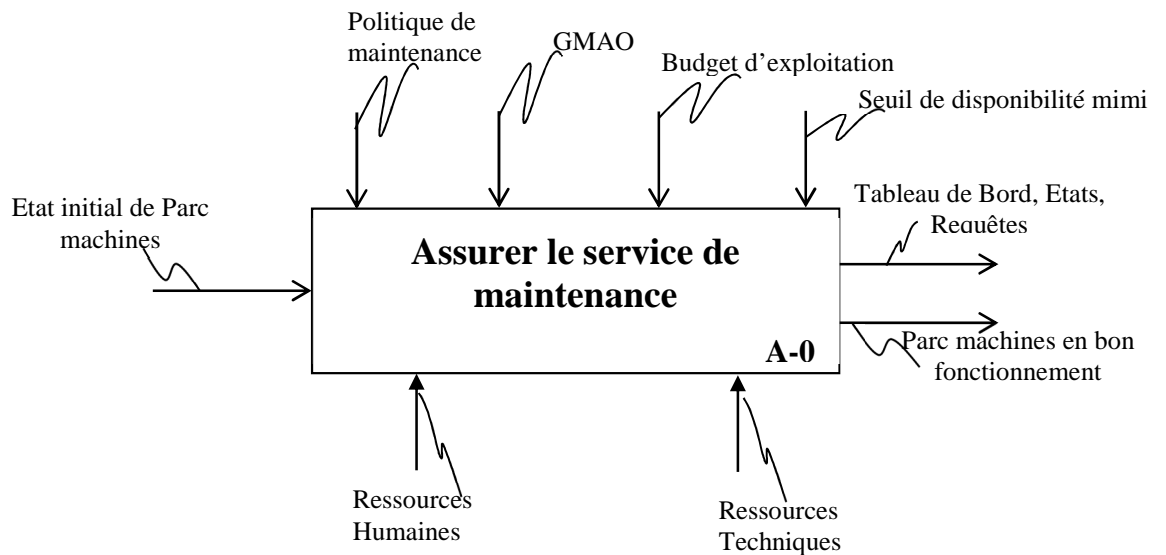 Politique de
maintenance
GMAO
Budget d’exploitation
Seuil de disponibilité mimi
Etat initial de Parc
machines
Tableau de Bord, Etats,
Requêtes
Assurer le service de
maintenance
A-0
Parc machines en bon
fonctionnement
Ressources
Humaines
Ressources
Techniques